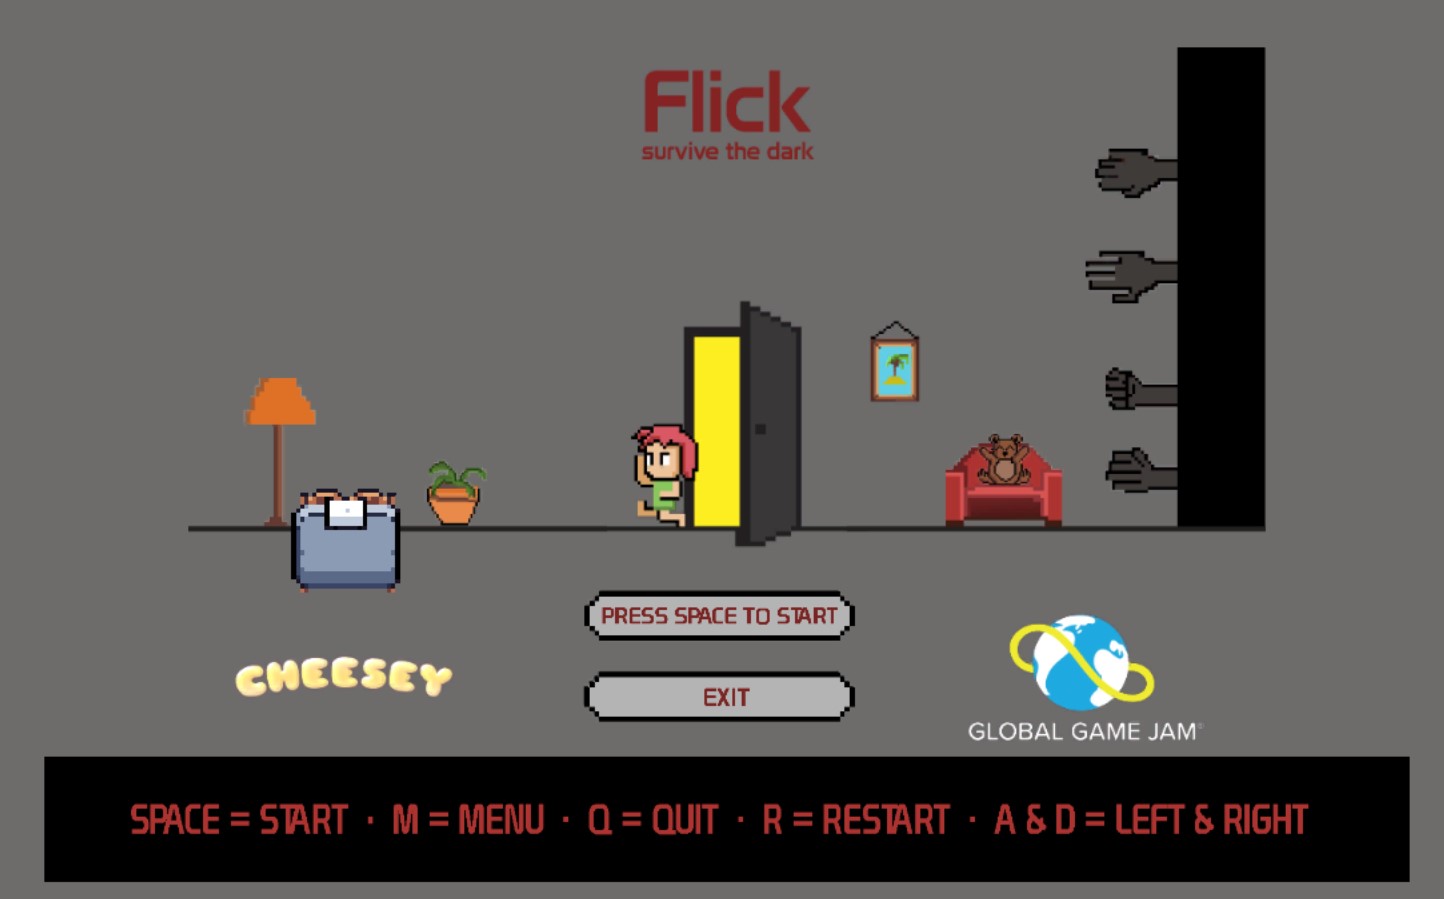 Flick
survive the dark
PRESS SPACE TO START
CHEESEY
EXIT
GLOBAL GAME JAM
SPACE = START · M = MENU · Q = QUIT · R = RESTART · A & D = LEFT & RIGHT